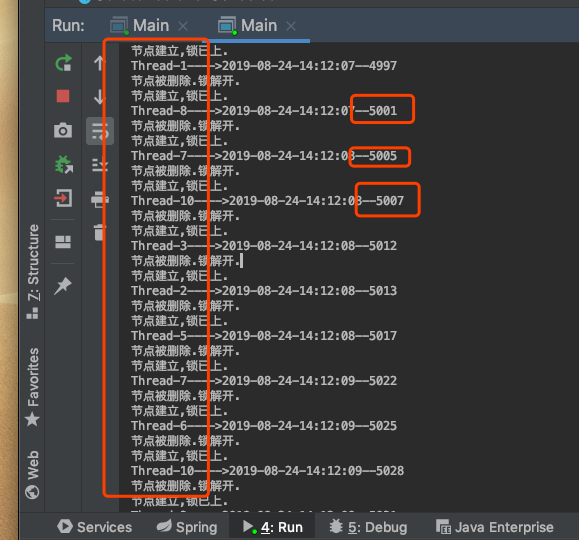 Run: Main × Main ×
节点建立,锁已上.
Thread-1---->2019-08-24-14:12:07--4997
节点被删除.锁解开.
节点建立,锁已上.
Thread-8---->2019-08-24-14:12:07--5001
节点被删除.锁解开.
节点建立,锁已上.
Thread-7---->2019-08-24-14:12:08--5005
节点被删除.锁解开.
节点建立,锁已上.
Thread-10---->2019-08-24-14:12:08--5007
节点被删除.锁解开.
节点建立,锁已上.
Thread-3---->2019-08-24-14:12:08--5012
节点被删除.锁解开.
节点建立,锁已上.
Thread-2---->2019-08-24-14:12:08--5013
节点被删除.锁解开.
节点建立,锁已上.
Thread-5---->2019-08-24-14:12:08--5017
节点被删除.锁解开.
节点建立,锁已上.
Thread-7---->2019-08-24-14:12:09--5022
节点被删除.锁解开.
节点建立,锁已上.
Thread-6---->2019-08-24-14:12:09--5025
节点被删除.锁解开.
节点建立,锁已上.
Thread-10---->2019-08-24-14:12:09--5028
节点被删除.锁解开.
节点建立,锁已上.
Z: Structure
Favorites
Web
Services Spring 4: Run 5: Debug Java Enterprise